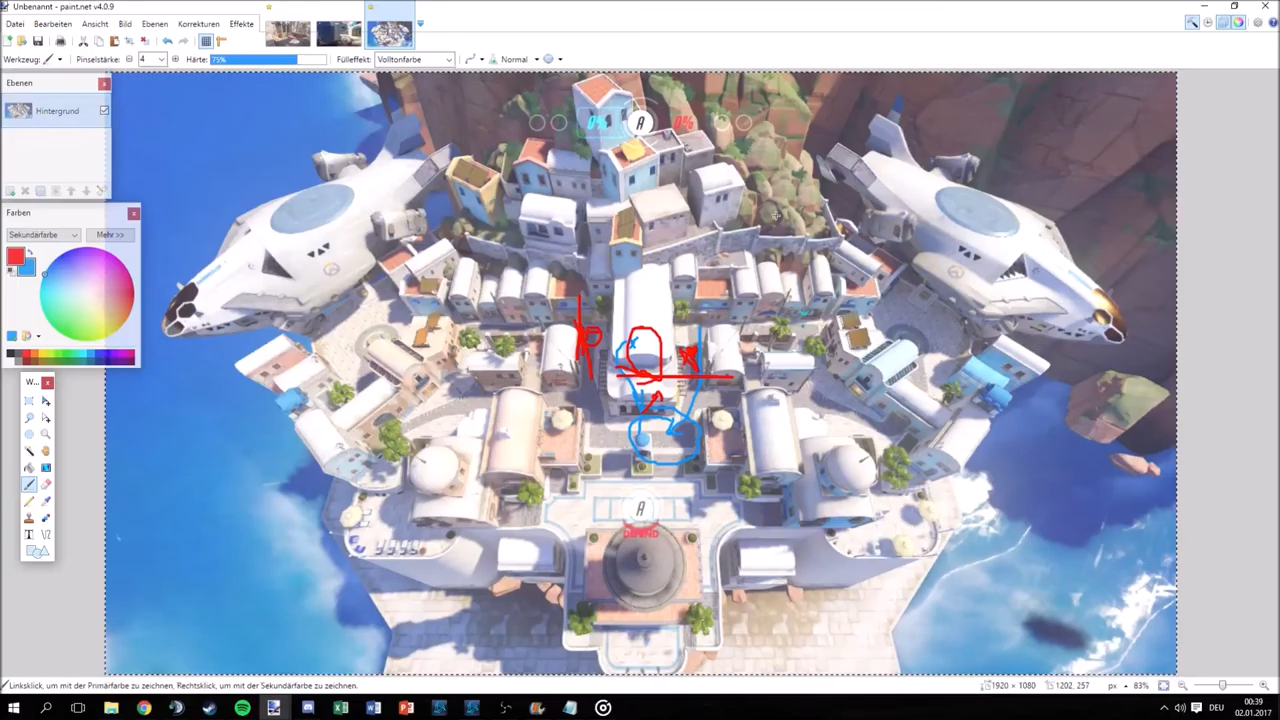 Unbenannt - paint.net v4.0.9
Datei Bearbeiten Ansicht Bild Ebenen Korrekturen Effekte
Werkzeug: Pinselstärke: 4 Härte: 75% Fülleffekt: Volltonfarbe Normal
Ebenen
Hintergrund
0% A 0%
Farben
Sekundärfarbe Mehr >>
W...
A
DEFEND
Linksklick, um mit der Primärfarbe zu zeichnen, Rechtsklick, um mit der Sekundärfarbe zu zeichnen.
1920 × 1080 1202, 257 px 83%
DEU 00:39
02.01.2017